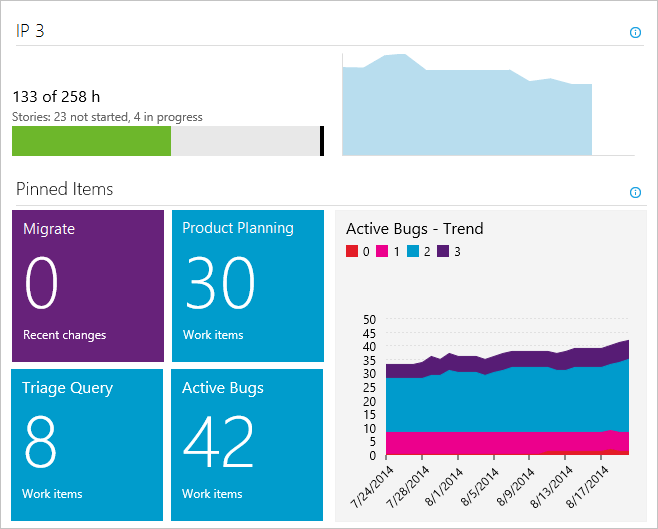 IP 3
133 of 258 h
Stories: 23 not started, 4 in progress
Pinned Items
Migrate
0
Recent changes
Product Planning
30
Work items
Triage Query
8
Work items
Active Bugs
42
Work items
Active Bugs - Trend
0 1 2 3
50
45
40
35
30
25
20
15
10
5
0
7/24/2014
7/28/2014
8/1/2014
8/5/2014
8/9/2014
8/13/2014
8/17/2014